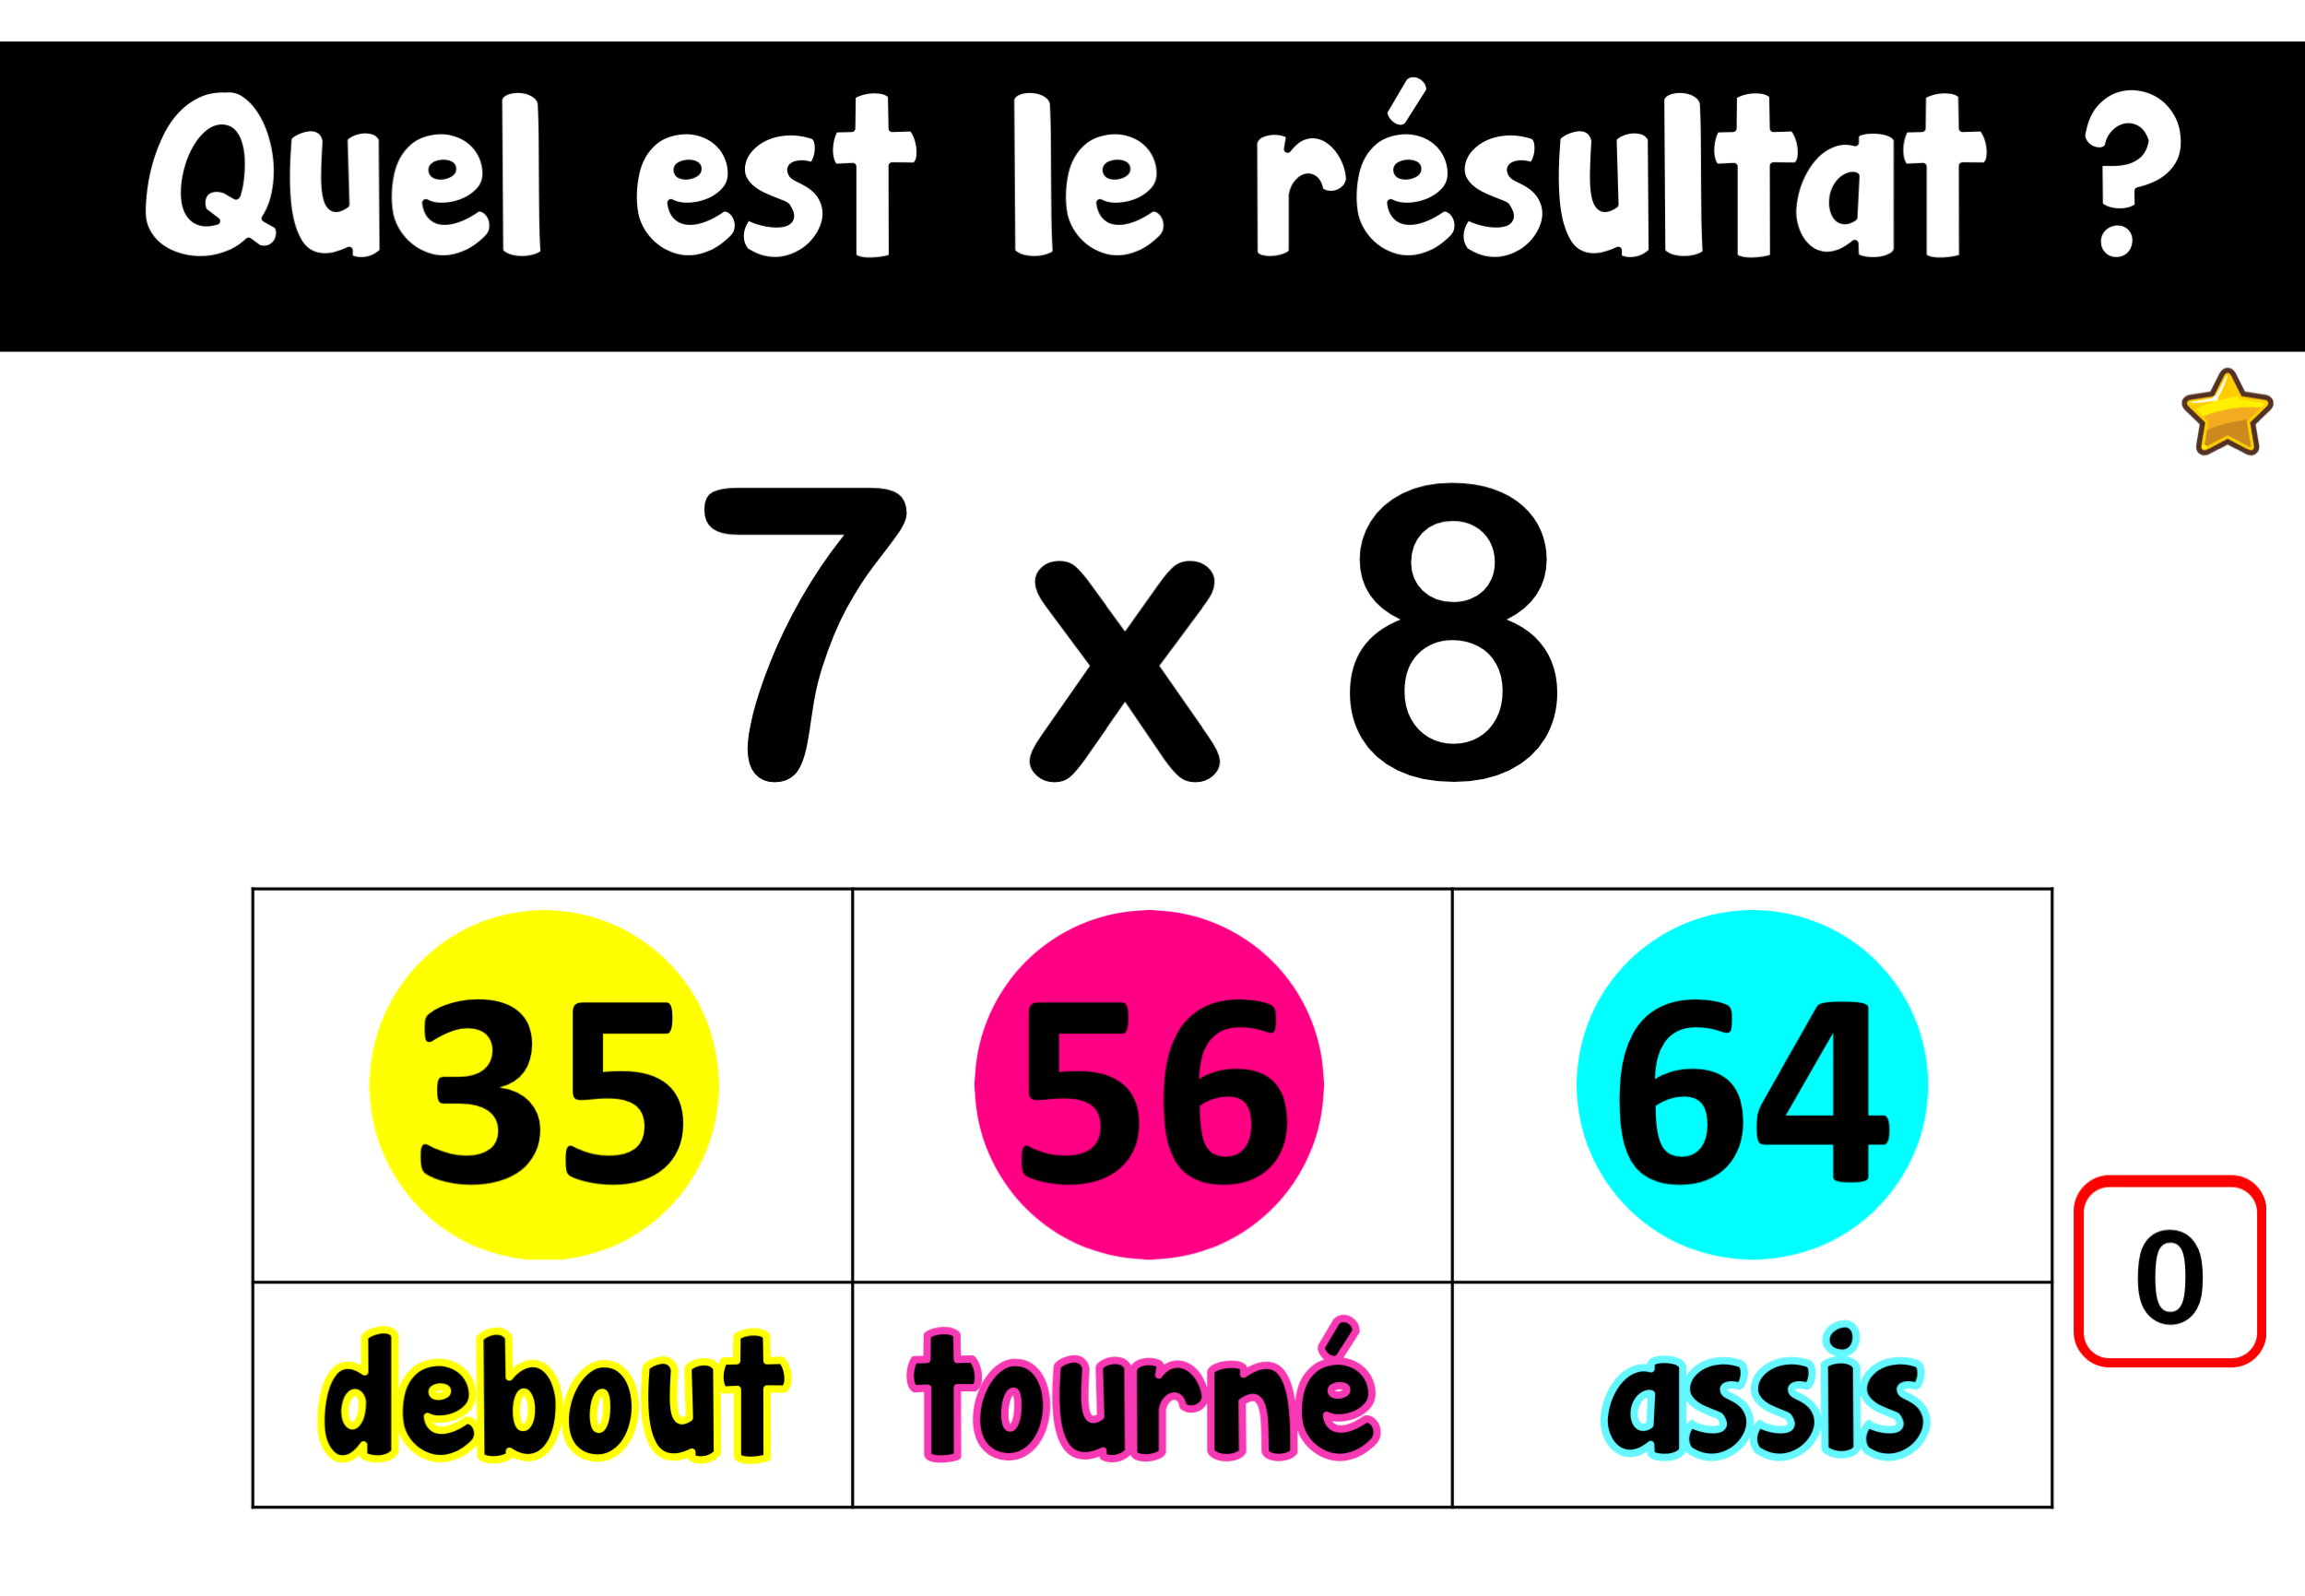 Quel est le résultat ?
7 x 8
35 56 64
0
debout tourné assis